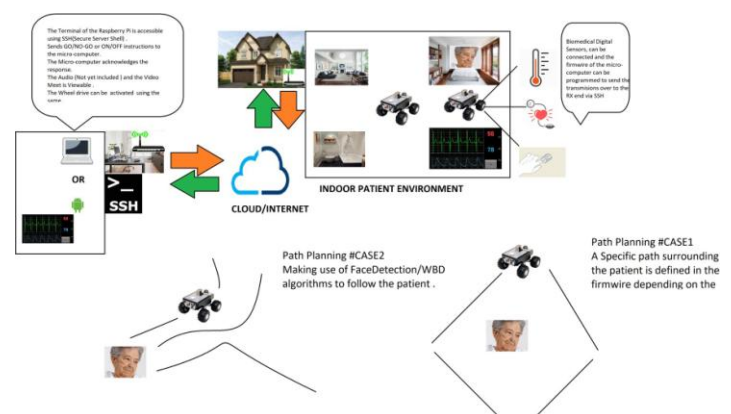 The Terminal of the Raspberry Pi is accessible
using SSH(Secure Server Shell) .
Sends GO/NO-GO or ON/OFF instructions to
the micro computer.
The Micro-computer acknowledges the
response.
The Audio (Not yet included ) and the Video
Meet is Viewable .
The Wheel drive can be activated using the
same
Biomedical Digital
Sensors, can be
connected and the
firwire of the micro-
computer can be
programmed to send the
transmisions over to the
RX end via SSH
OR
>_
SSH
CLOUD/INTERNET
INDOOR PATIENT ENVIRONMENT
Path Planning #CASE2
Making use of FaceDetection/WBD
algorithms to follow the patient .
Path Planning #CASE1
A Specific path surrounding
the patient is defined in the
firmwire depending on the